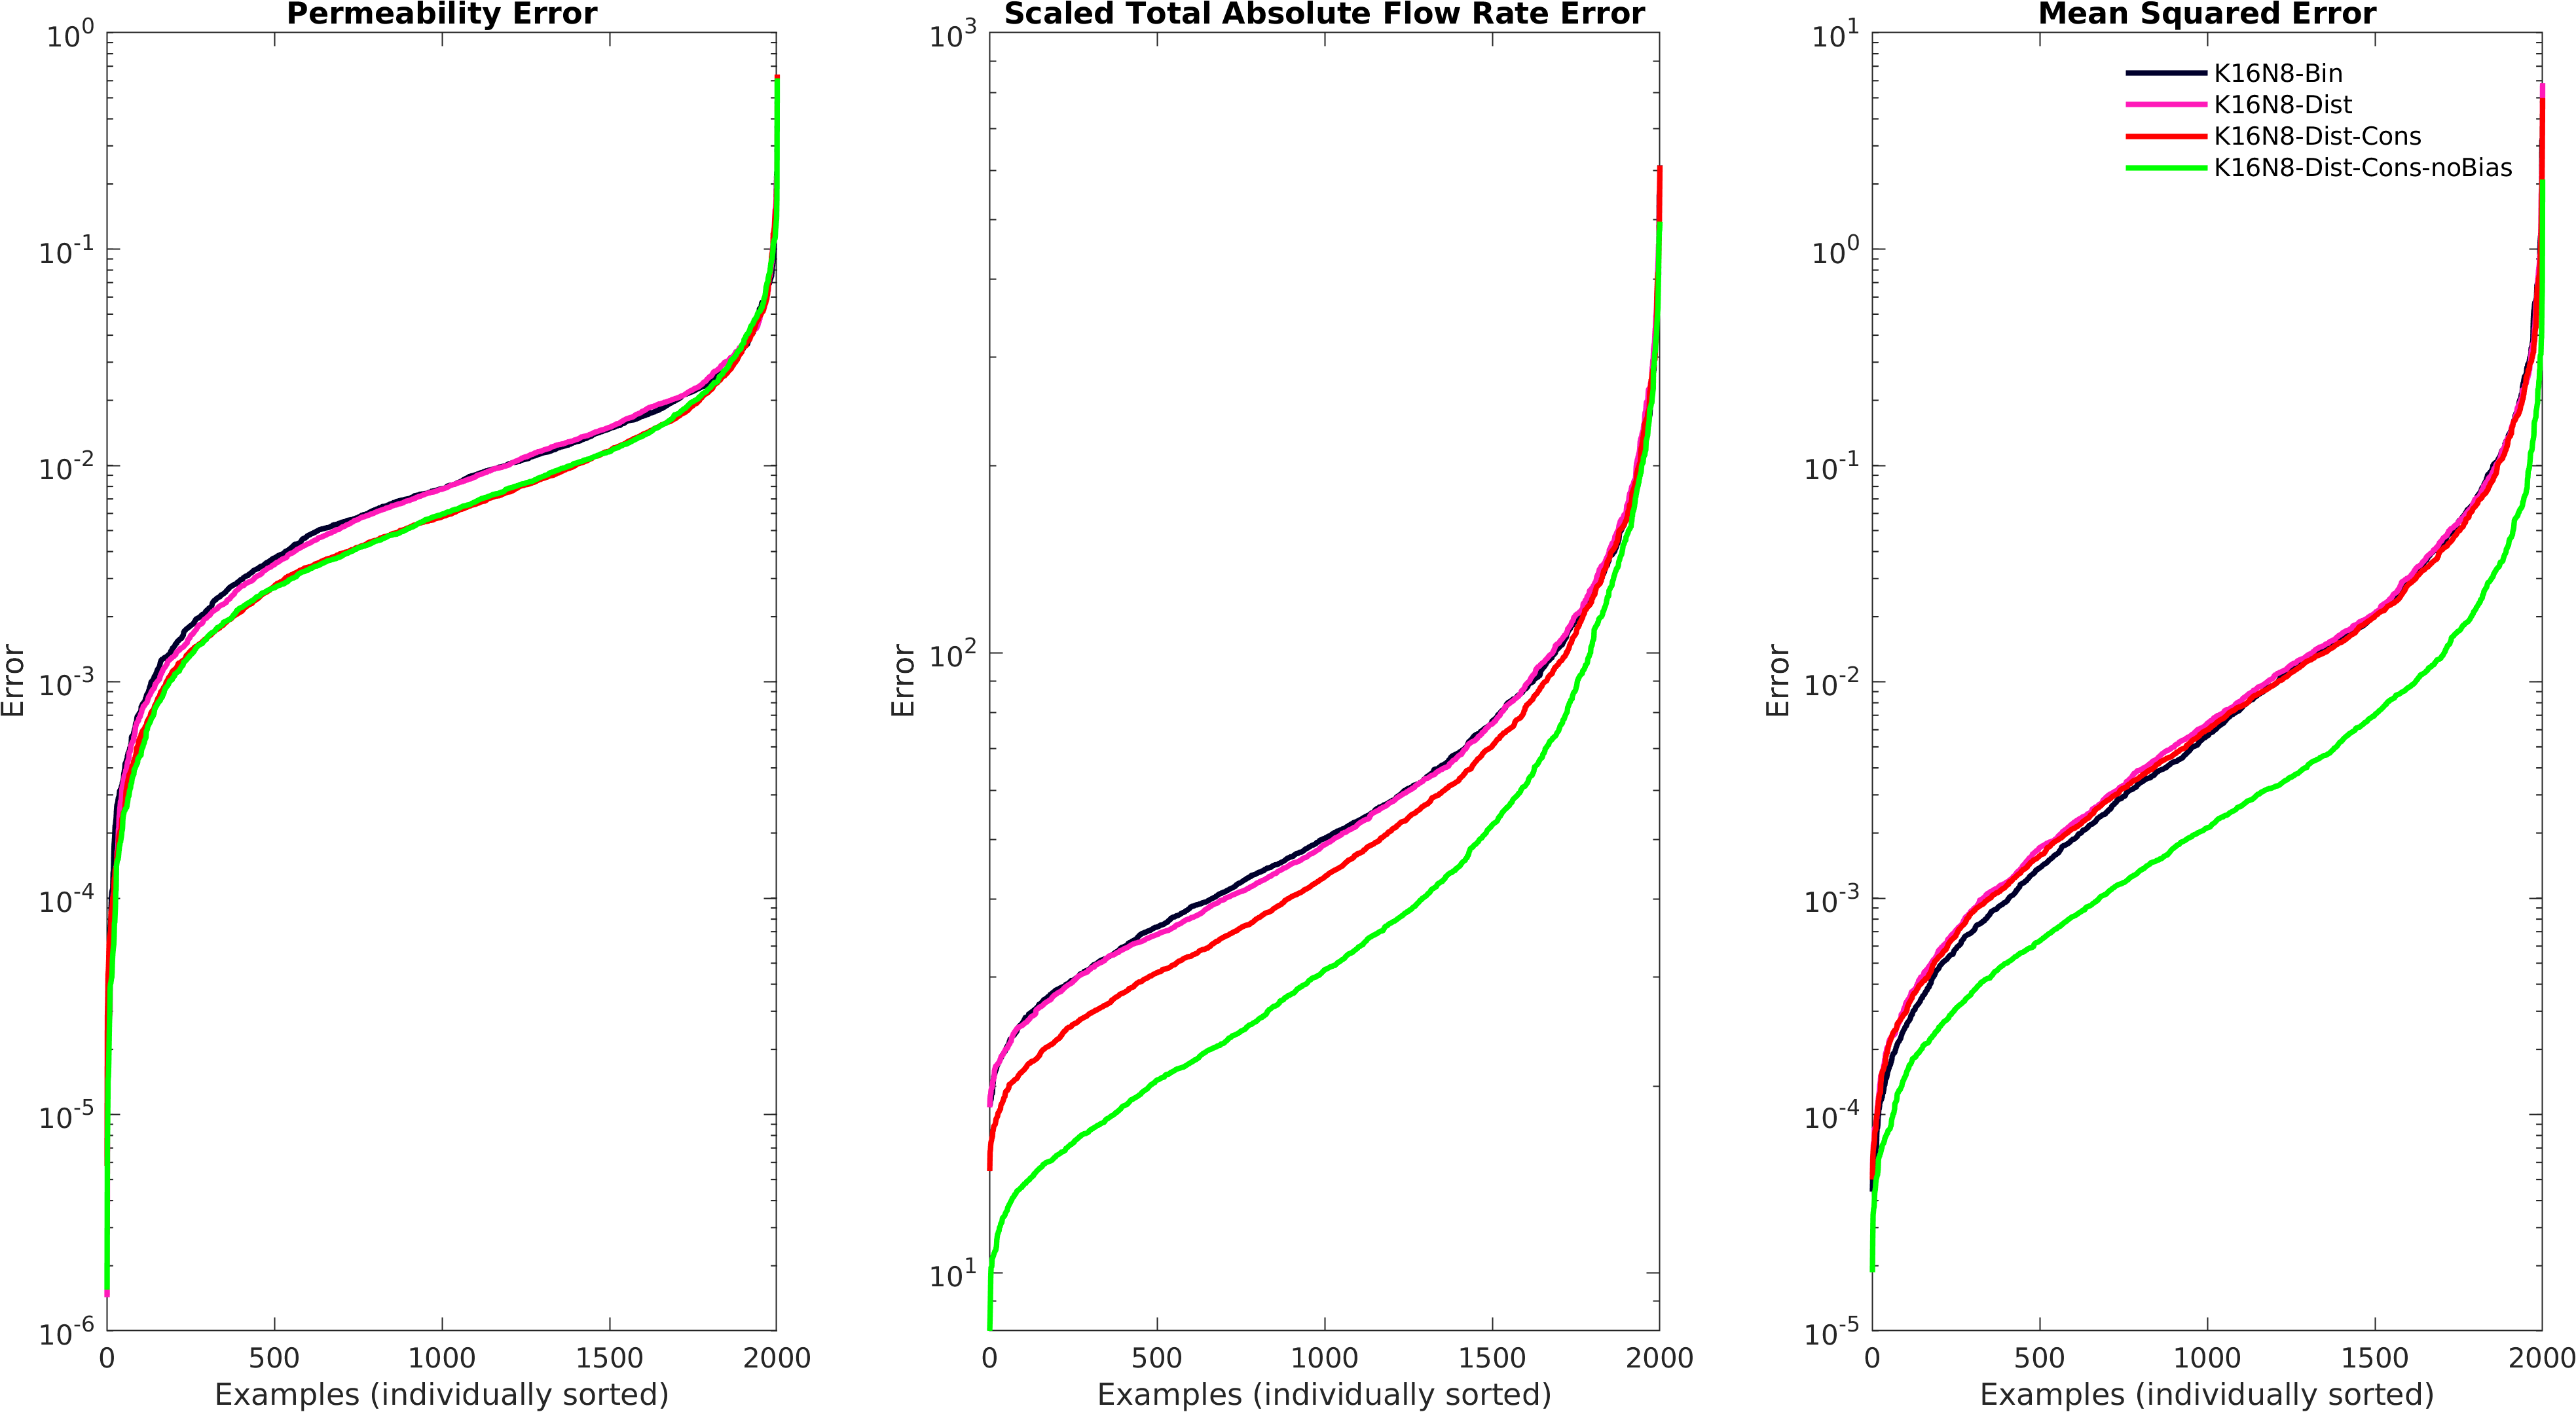 Permeability Error
10^0
10^-1
10^-2
10^-3
10^-4
10^-5
10^-6
Error
0 500 1000 1500 2000
Examples (individually sorted)
Scaled Total Absolute Flow Rate Error
10^3
10^2
10^1
Error
0 500 1000 1500 2000
Examples (individually sorted)
Mean Squared Error
10^1
10^0
10^-1
10^-2
10^-3
10^-4
10^-5
Error
0 500 1000 1500 2000
Examples (individually sorted)
K16N8-Bin
K16N8-Dist
K16N8-Dist-Cons
K16N8-Dist-Cons-noBias